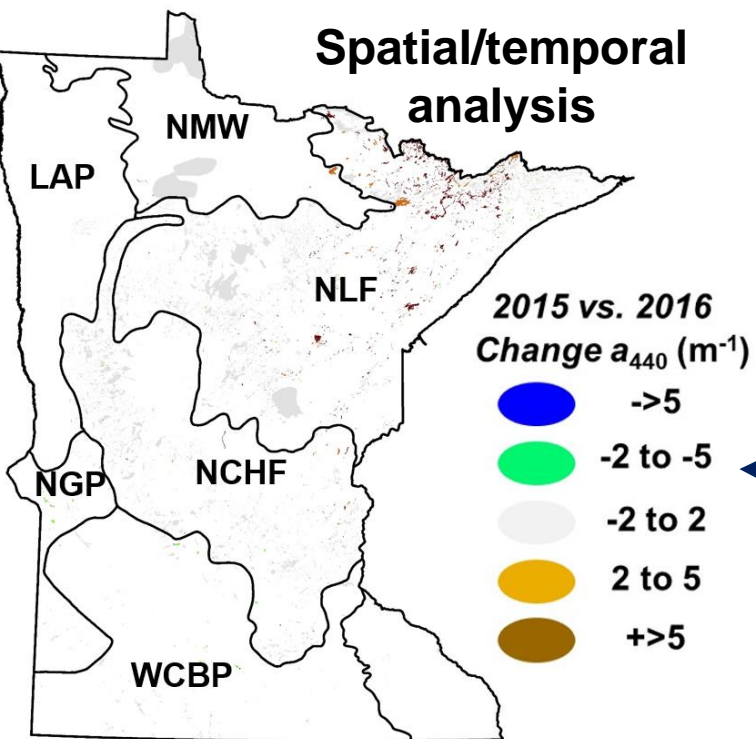 Spatial/temporal
analysis
NMW
LAP
NLF
2015 vs. 2016
Change a₄₄₀ (m⁻¹)
->5
-2 to -5
-2 to 2
2 to 5
+>5
NCHF
NGP
WCBP